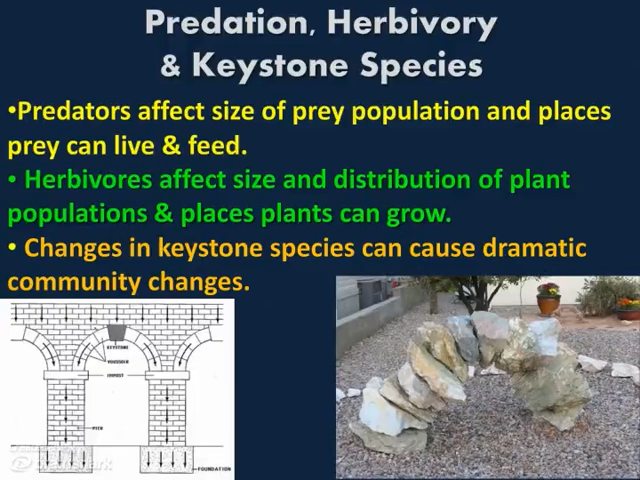 Predation, Herbivory
& Keystone Species
•Predators affect size of prey population and places
prey can live & feed.
• Herbivores affect size and distribution of plant
populations & places plants can grow.
• Changes in keystone species can cause dramatic
community changes.
KEYSTONE
VOUSSOIR
IMPOST
PIER
FOUNDATION